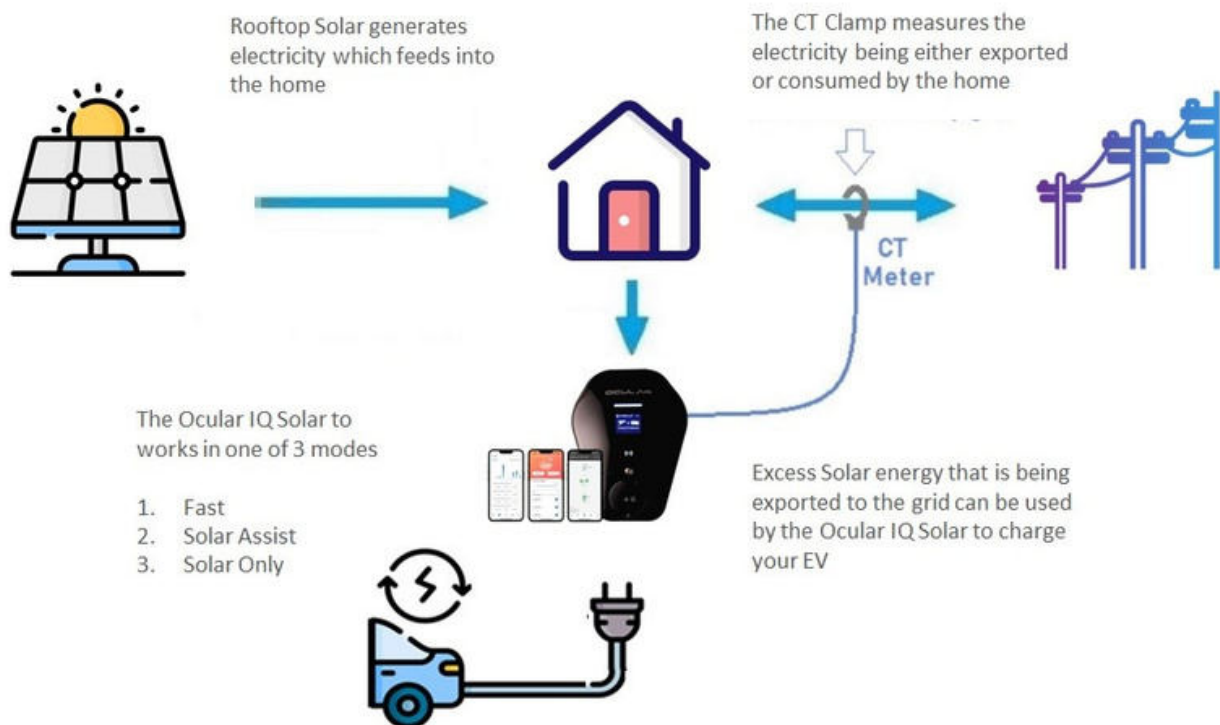 Rooftop Solar generates
electricity which feeds into
the home
The CT Clamp measures the
electricity being either exported
or consumed by the home
CT
Meter
OCULAR
The Ocular IQ Solar to
works in one of 3 modes
1. Fast
2. Solar Assist
3. Solar Only
Excess Solar energy that is being
exported to the grid can be used
by the Ocular IQ Solar to charge
your EV